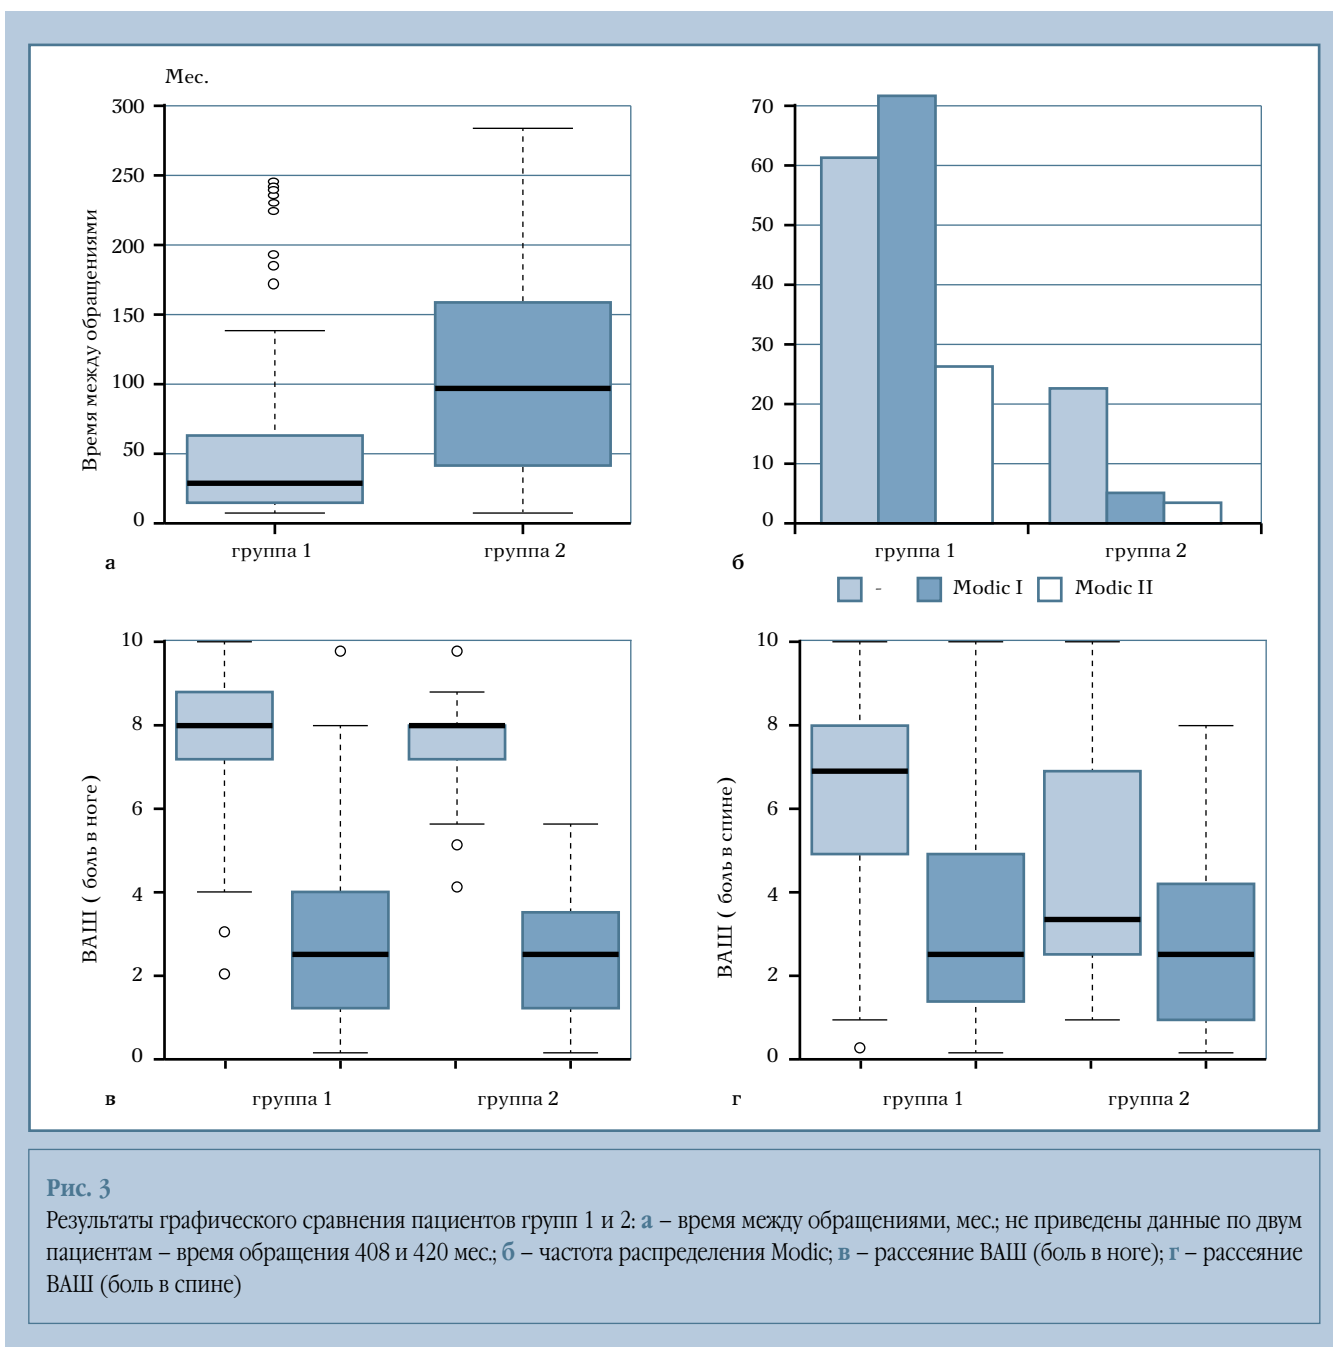 Мес.
300
250
200
150
100
50
0
Время между обращениями
группа 1
группа 2
а
70
60
50
40
30
20
10
0
группа 1
группа 2
б
- Modic I Modic II
10
8
6
4
2
0
ВАШ ( боль в ноге)
группа 1
группа 2
в
10
8
6
4
2
0
ВАШ ( боль в спине)
группа 1
группа 2
г
Рис. 3
Результаты графического сравнения пациентов групп 1 и 2: а – время между обращениями, мес.; не приведены данные по двум
пациентам – время обращения 408 и 420 мес.; б – частота распределения Modic; в – рассеяние ВАШ (боль в ноге); г – рассеяние
ВАШ (боль в спине)